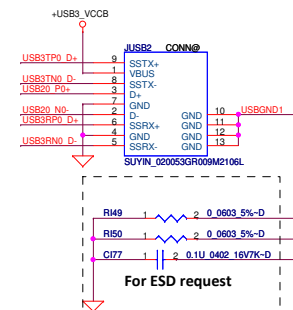 +USB3_VCCB
JUSB2 CONN@
USB3TP0_D+ 9 SSTX+
1 VBUS
USB3TN0_D- 8 SSTX-
USB20_P0+ 3 D+
7 GND
USB20_N0- 2 D- GND 10 USBGND1
USB3RP0_D+ 6 SSRX+ GND 11
4 GND GND 12
USB3RN0_D- 5 SSRX- GND 13
SUYIN_020053GR009M2106L
RI49 1 2 0_0603_5%~D
RI50 1 2 0_0603_5%~D
CI77 1 2 0.1U_0402_16V7K~D
For ESD request